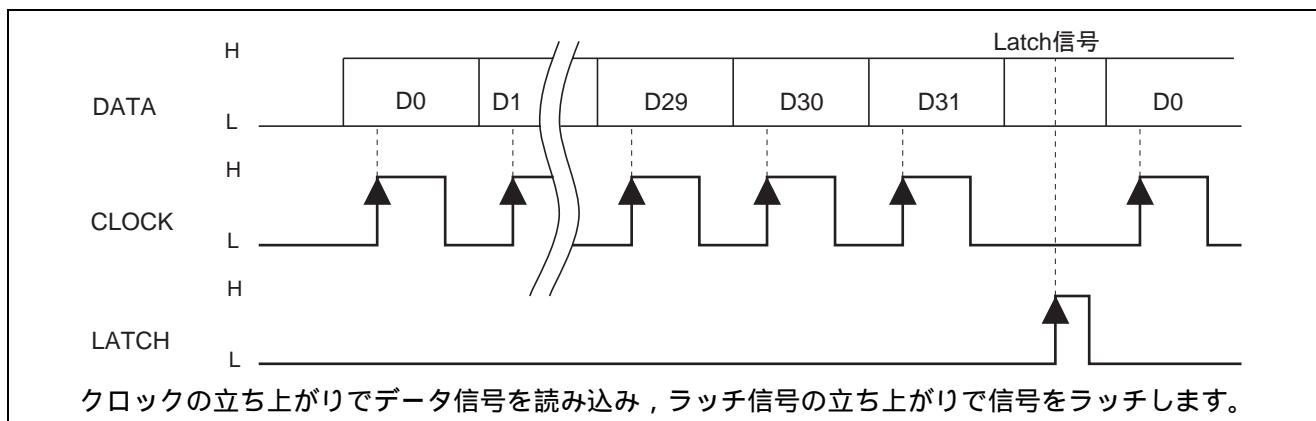 Latch信号
H
DATA
D0 D1 D29 D30 D31 D0
L
H
CLOCK
L
H
LATCH
L
クロックの立ち上がりでデータ信号を読み込み , ラッチ信号の立ち上がりで信号をラッチします。